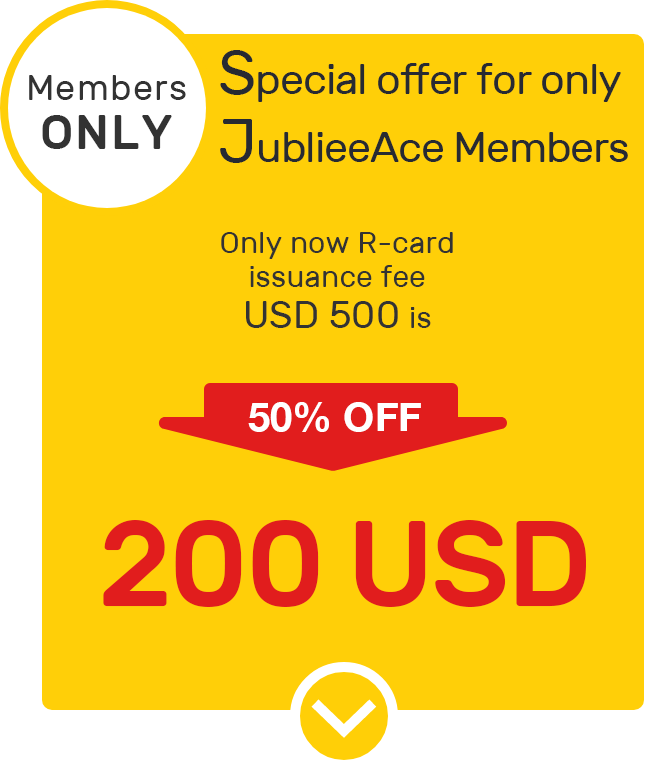 Members
ONLY
Special offer for only
JublieeAce Members
Only now R-card
issuance fee
USD 500 is
50% OFF
200 USD